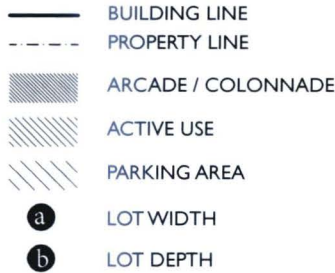 BUILDING LINE
PROPERTY LINE
ARCADE / COLONNADE
ACTIVE USE
PARKING AREA
a LOT WIDTH
b LOT DEPTH